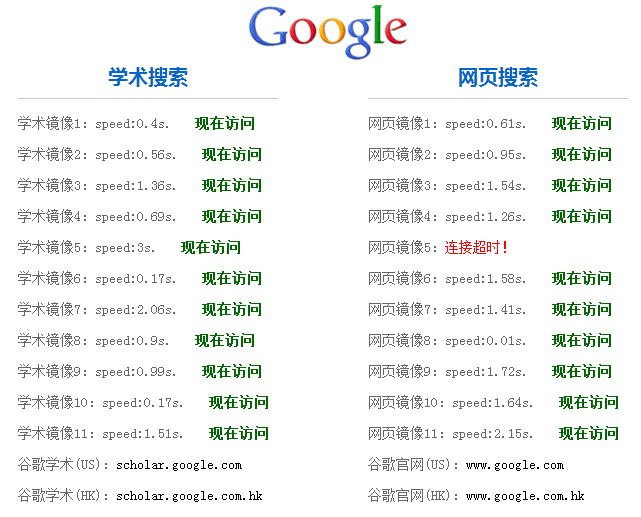 Google
学术搜索
学术镜像1: speed:0.4s. 现在访问
学术镜像2: speed:0.56s. 现在访问
学术镜像3: speed:1.36s. 现在访问
学术镜像4: speed:0.69s. 现在访问
学术镜像5: speed:3s. 现在访问
学术镜像6: speed:0.17s. 现在访问
学术镜像7: speed:2.06s. 现在访问
学术镜像8: speed:0.9s. 现在访问
学术镜像9: speed:0.99s. 现在访问
学术镜像10: speed:0.17s. 现在访问
学术镜像11: speed:1.51s. 现在访问
谷歌学术(US): scholar.google.com
谷歌学术(HK): scholar.google.com.hk
网页搜索
网页镜像1: speed:0.61s. 现在访问
网页镜像2: speed:0.95s. 现在访问
网页镜像3: speed:1.54s. 现在访问
网页镜像4: speed:1.26s. 现在访问
网页镜像5: 连接超时!
网页镜像6: speed:1.58s. 现在访问
网页镜像7: speed:1.41s. 现在访问
网页镜像8: speed:0.01s. 现在访问
网页镜像9: speed:1.72s. 现在访问
网页镜像10: speed:1.64s. 现在访问
网页镜像11: speed:2.15s. 现在访问
谷歌官网(US): www.google.com
谷歌官网(HK): www.google.com.hk